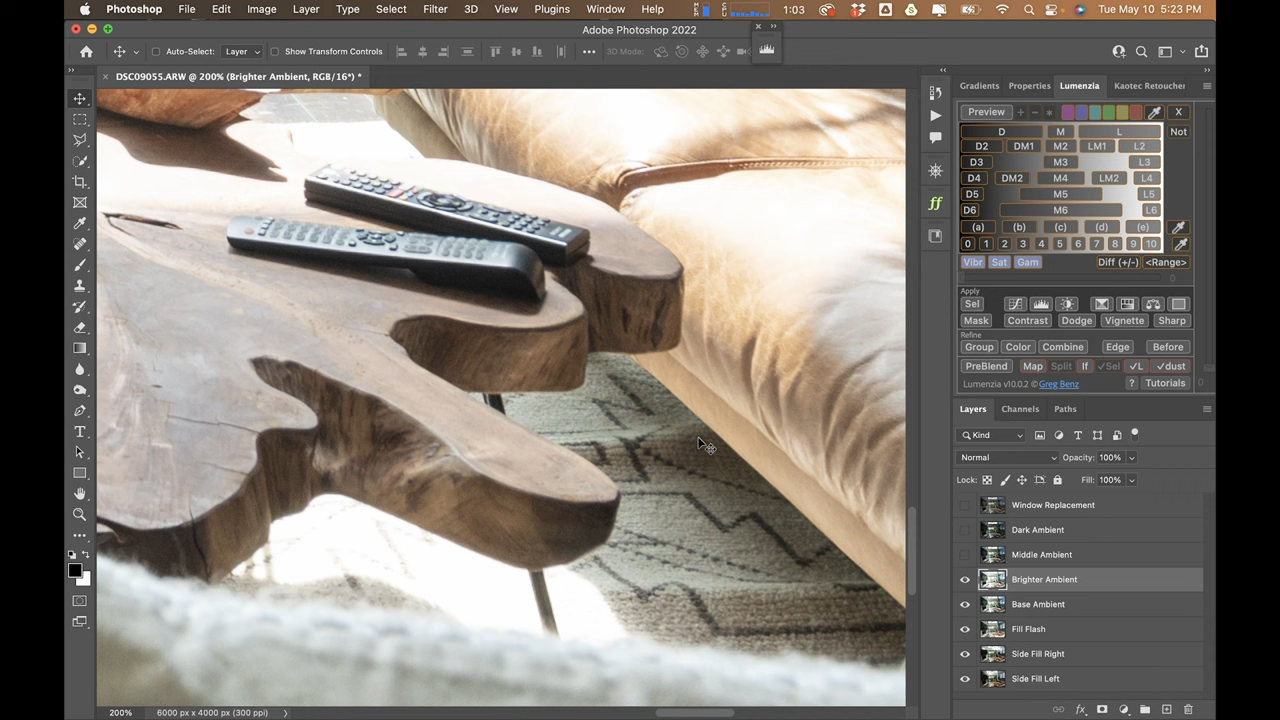 Photoshop File Edit Image Layer Type Select Filter 3D View Plugins Window Help 1:03 Tue May 10 5:23 PM
Adobe Photoshop 2022
Auto-Select: Layer Show Transform Controls 3D Mode:
DSC09055.ARW @ 200% (Brighter Ambient, RGB/16*) *
Gradients Properties Lumenzia Kaotec Retoucher
Preview X
D M L Not
D2 DM1 M2 LM1 L2
D3 M3 L3
D4 DM2 M4 LM2 L4
D5 M5 L5
D6 M6 L6
(a) (b) (c) (d) (e)
0 1 2 3 4 5 6 7 8 9 10
Vibr Sat Gam Diff (+/-) <Range>
0
Apply
Sel
Mask Contrast Dodge Vignette Sharp
Refine
Group Color Combine Edge Before
PreBlend Map Split If ✓Sel ✓L ✓dust
Lumenzia v10.0.2 © Greg Benz ? Tutorials
Layers Channels Paths
Kind
Normal Opacity: 100%
Lock: Fill: 100%
Window Replacement
Dark Ambient
Middle Ambient
Brighter Ambient
Base Ambient
Fill Flash
Side Fill Right
Side Fill Left
200% 6000 px x 4000 px (300 ppi)